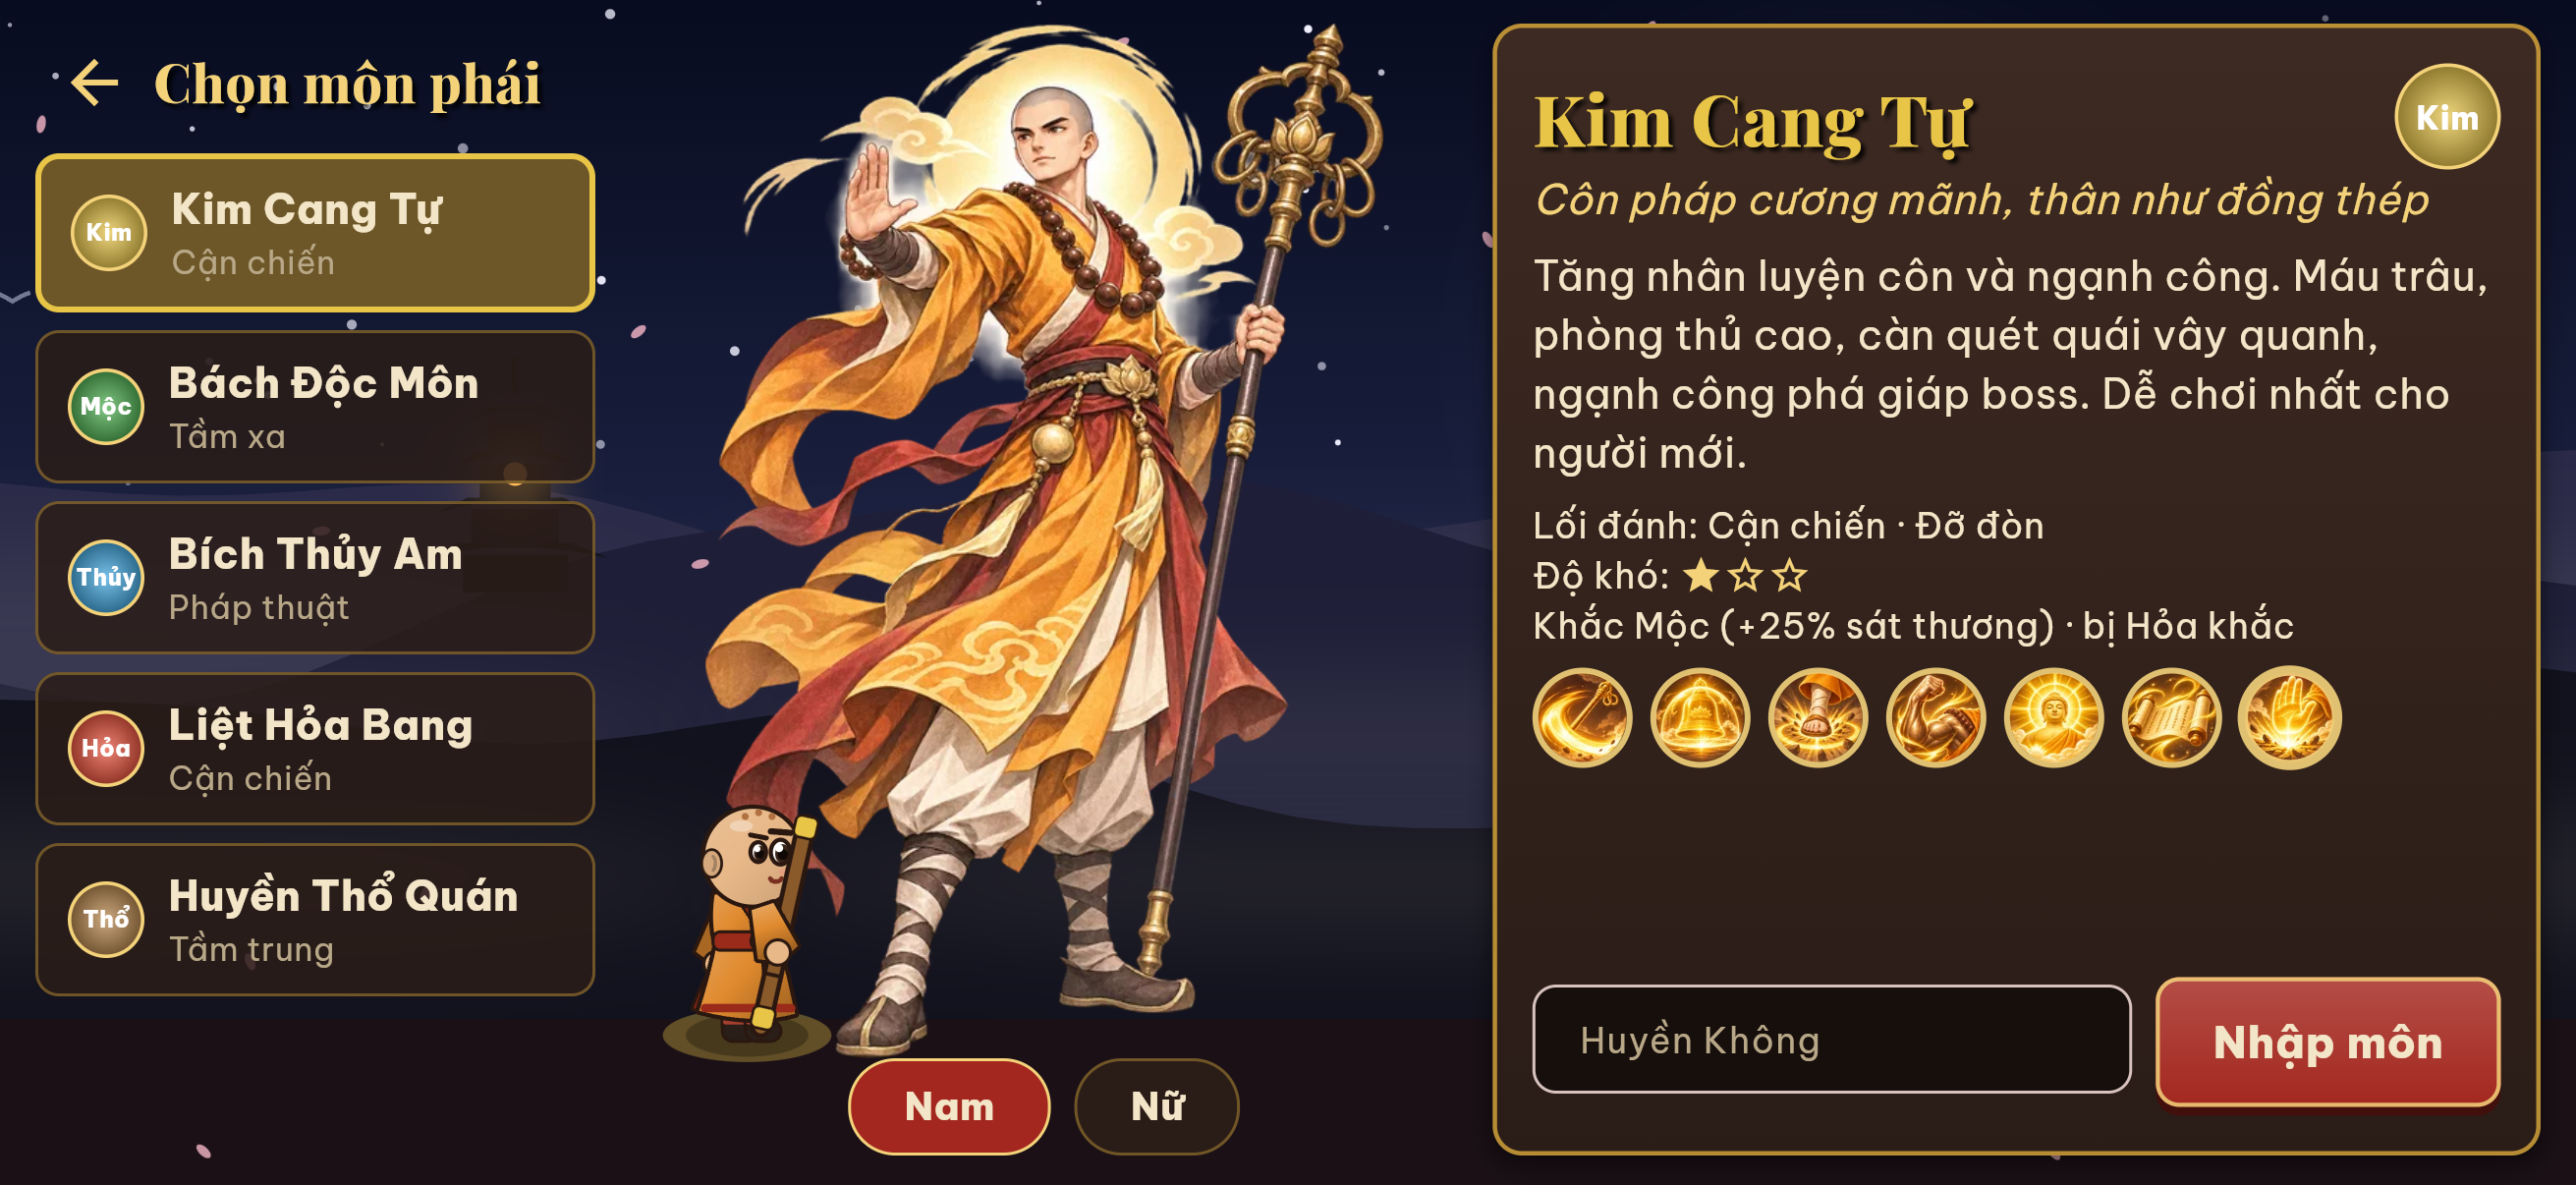 Chọn môn phái
Kim
Kim Cang Tự
Cận chiến
Mộc
Bách Độc Môn
Tầm xa
Thủy
Bích Thủy Am
Pháp thuật
Hỏa
Liệt Hỏa Bang
Cận chiến
Thổ
Huyền Thổ Quán
Tầm trung
Nam
Nữ
Kim Cang Tự
Kim
Côn pháp cương mãnh, thân như đồng thép
Tăng nhân luyện côn và ngạnh công. Máu trâu,
phòng thủ cao, càn quét quái vây quanh,
ngạnh công phá giáp boss. Dễ chơi nhất cho
người mới.
Lối đánh: Cận chiến · Đỡ đòn
Độ khó: ★☆☆
Khắc Mộc (+25% sát thương) · bị Hỏa khắc
Huyền Không
Nhập môn